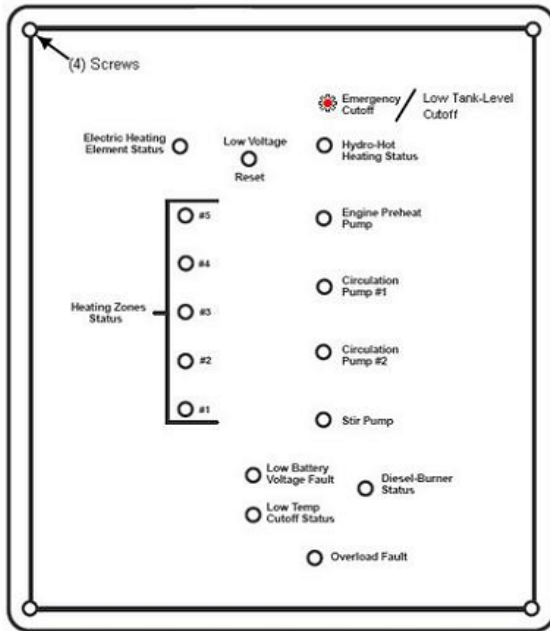 (4) Screws
Emergency
Cutoff
Low Tank-Level
Cutoff
Electric Heating
Element Status
Low Voltage
Reset
Hydro-Hot
Heating Status
Heating Zones
Status
#5
#4
#3
#2
#1
Engine Preheat
Pump
Circulation
Pump #1
Circulation
Pump #2
Stir Pump
Low Battery
Voltage Fault
Diesel-Burner
Status
Low Temp
Cutoff Status
Overload Fault